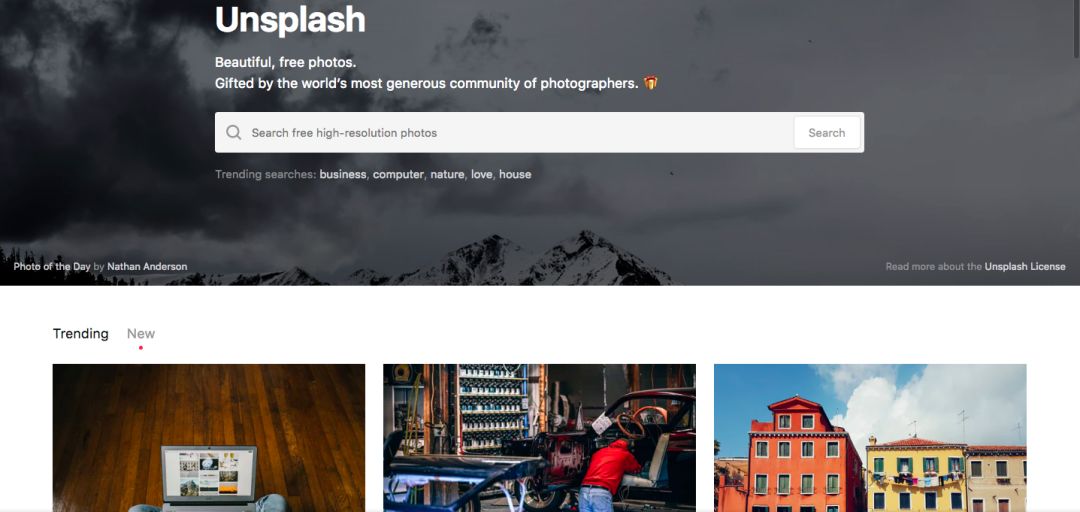 Unsplash
Beautiful, free photos.
Gifted by the world’s most generous community of photographers. 🎁
Search free high-resolution photos
Search
Trending searches: business, computer, nature, love, house
Photo of the Day by Nathan Anderson
Read more about the Unsplash License
Trending
New